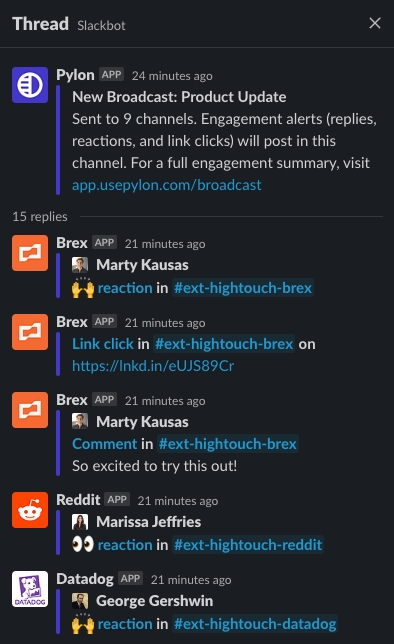 Thread Slackbot
Pylon APP 24 minutes ago
New Broadcast: Product Update
Sent to 9 channels. Engagement alerts (replies,
reactions, and link clicks) will post in this
channel. For a full engagement summary, visit
app.usepylon.com/broadcast
15 replies
Brex APP 21 minutes ago
Marty Kausas
🙌 reaction in #ext-hightouch-brex
Brex APP 21 minutes ago
Link click in #ext-hightouch-brex on
https://lnkd.in/eUJS89Cr
Brex APP 21 minutes ago
Marty Kausas
Comment in #ext-hightouch-brex
So excited to try this out!
Reddit APP 21 minutes ago
Marissa Jeffries
👀 reaction in #ext-hightouch-reddit
DATADOG
Datadog APP 21 minutes ago
George Gershwin
🙌 reaction in #ext-hightouch-datadog